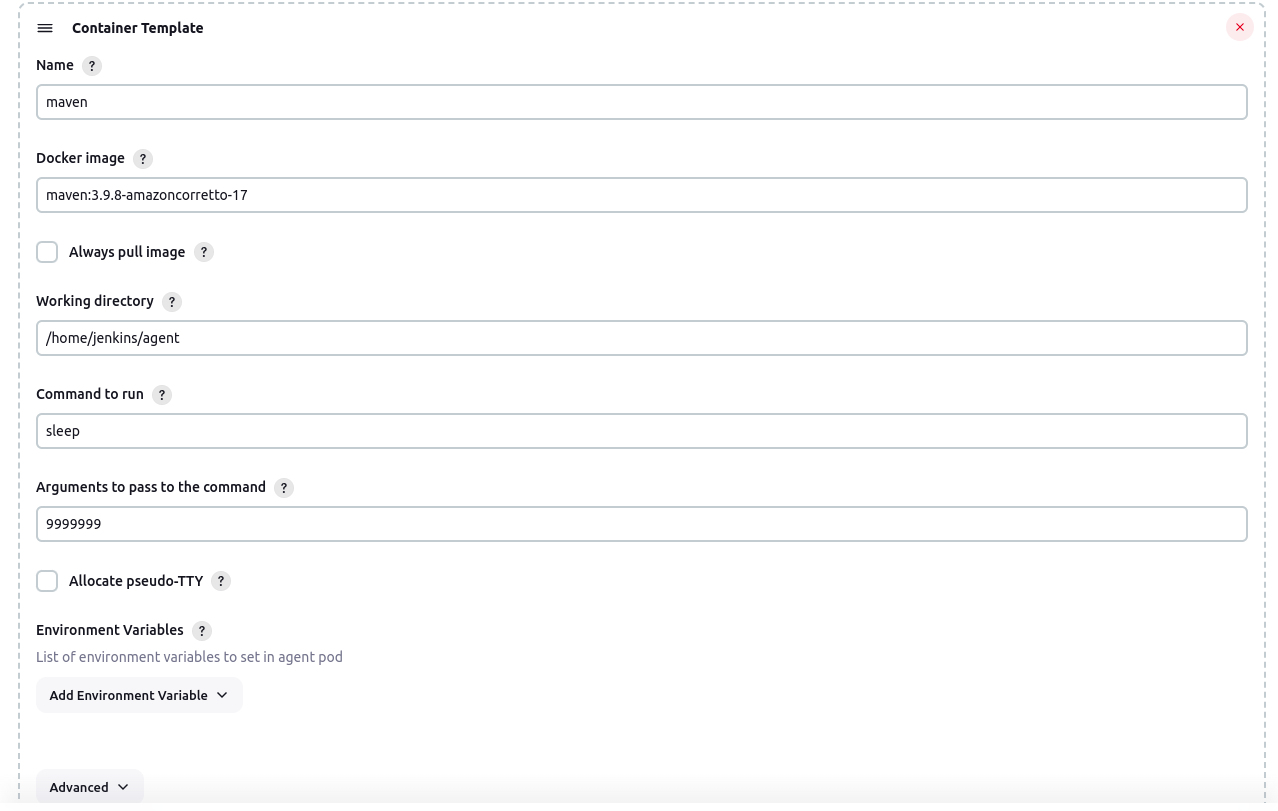 Container Template
Name ?
maven
Docker image ?
maven:3.9.8-amazoncorretto-17
Always pull image ?
Working directory ?
/home/jenkins/agent
Command to run ?
sleep
Arguments to pass to the command ?
9999999
Allocate pseudo-TTY ?
Environment Variables ?
List of environment variables to set in agent pod
Add Environment Variable
Advanced